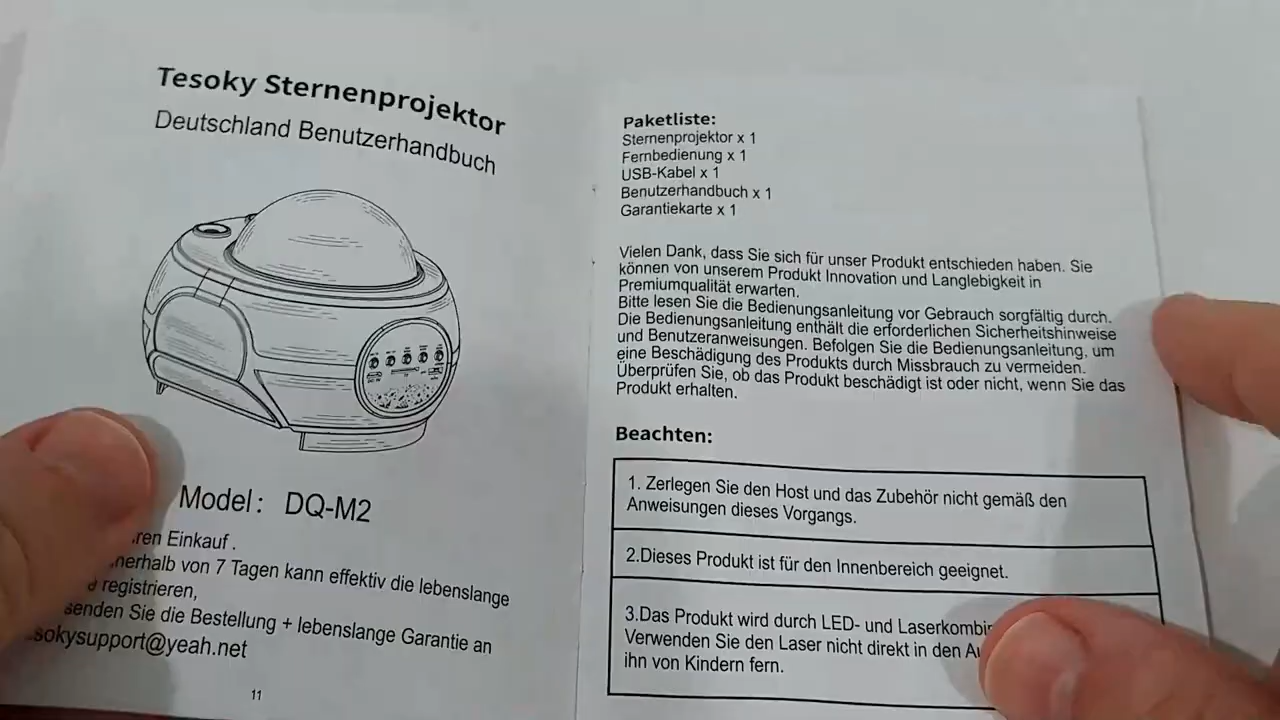 Tesoky Sternenprojektor
Deutschland Benutzerhandbuch
Model: DQ-M2
Einkauf .
von 7 Tagen kann effektiv die lebenslange
registrieren,
senden Sie die Bestellung + lebenslange Garantie an
sokysupport@yeah.net
11
Paketliste:
Sternenprojektor x 1
Fernbedienung x 1
USB-Kabel x 1
Benutzerhandbuch x 1
Garantiekarte x 1
Vielen Dank, dass Sie sich für unser Produkt entschieden haben. Sie
können von unserem Produkt Innovation und Langlebigkeit in
Premiumqualität erwarten.
Bitte lesen Sie die Bedienungsanleitung vor Gebrauch sorgfältig durch.
Die Bedienungsanleitung enthält die erforderlichen Sicherheitshinweise
und Benutzeranweisungen. Befolgen Sie die Bedienungsanleitung, um
eine Beschädigung des Produkts durch Missbrauch zu vermeiden.
Überprüfen Sie, ob das Produkt beschädigt ist oder nicht, wenn Sie das
Produkt erhalten.
Beachten:
1. Zerlegen Sie den Host und das Zubehör nicht gemäß den
Anweisungen dieses Vorgangs.
2.Dieses Produkt ist für den Innenbereich geeignet.
3.Das Produkt wird durch LED- und
Verwenden Sie den Laser nicht direkt in den
ihn von Kindern fern.